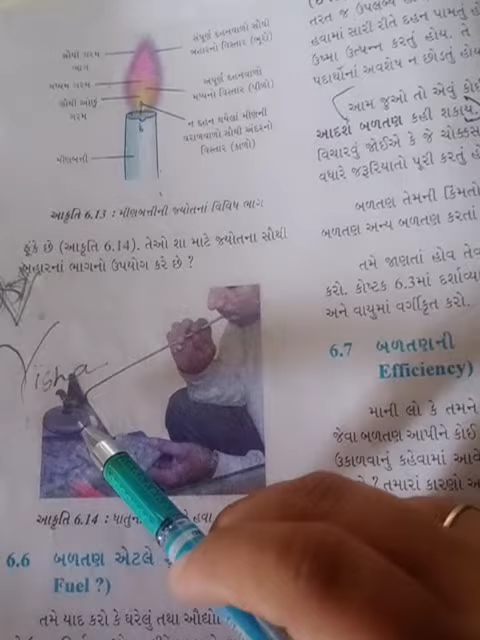 સંપૂર્ણ દહનવાળો સૌથી
બહારનો વિસ્તાર (ભૂરો)
સૌથી ગરમ
ભાગ
અપૂર્ણ દહનવાળો
મધ્યનો વિસ્તાર (પીળો)
મધ્યમ ગરમ
સૌથી ઓછું
ગરમ
ન દહન થયેલાં મીણની
વરાળવાળો સૌથી અંદરનો
વિસ્તાર (કાળો)
મીણબત્તી
આકૃતિ 6.13 : મીણબત્તીની જ્યોતનાં વિવિધ ભાગ
ફૂંકે છે (આકૃતિ 6.14). તેઓ શા માટે જ્યોતના સૌથી
બહારનાં ભાગનો ઉપયોગ કરે છે ?
Yisha
આકૃતિ 6.14 : હવા
6.6 બળતણ એટલે
Fuel ?)
તમે યાદ કરો કે ઘરેલું તથા
તરત જ ઉપલબ્ધ
હવામાં સારી રીતે દહન પામતું
ઉષ્મા ઉત્પન્ન કરતું હોય. તે
પદાર્થોનાં અવશેષ ન છોડતું હોય
આમ જુઓ તો એવું કોઈ
આદર્શ બળતણ કહી શકાય.
વિચારવું જોઈએ કે જે ચોક્કસ
વધારે જરૂરિયાતો પૂરી કરતું
બળતણ તેમની કિંમતો
બળતણ અન્ય બળતણ કરતાં
તમે જાણતાં હોવ તેવ
કરો. કોષ્ટક 6.3માં દર્શાવ્યા
અને વાયુમાં વર્ગીકૃત કરો.
6.7 બળતણની
Efficiency)
માની લો કે તમને
જેવા બળતણ આપીને કોઈ
ઉકાળવાનું કહેવામાં આવે
? તમારાં કારણો